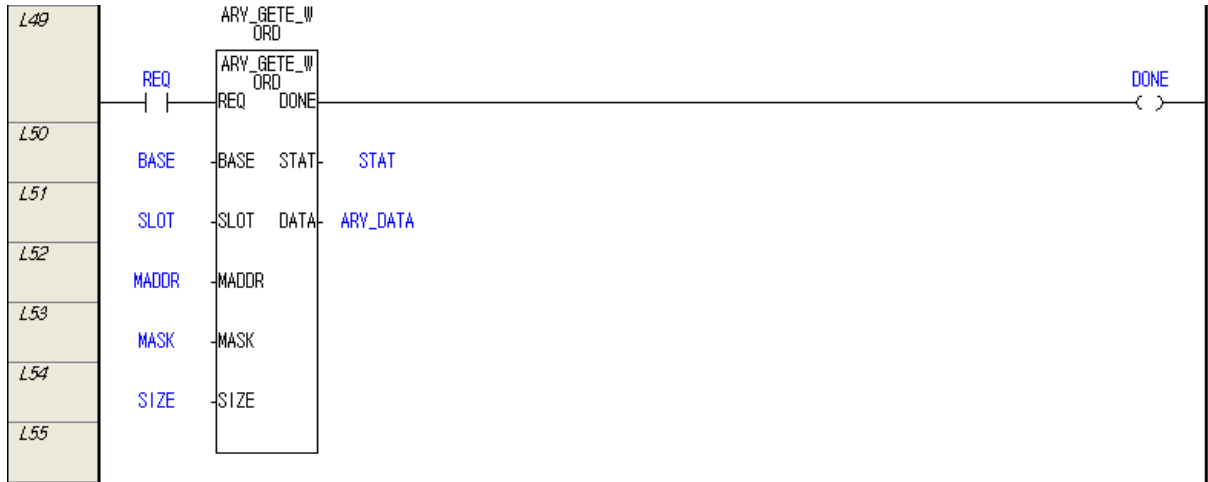 L49
ARY_GETE_W
ORD
ARY_GETE_W
ORD
REQ
DONE
REQ DONE
L50
BASE BASE STAT STAT
L51
SLOT SLOT DATA ARY_DATA
L52
MADDR MADDR
L53
MASK MASK
L54
SIZE SIZE
L55